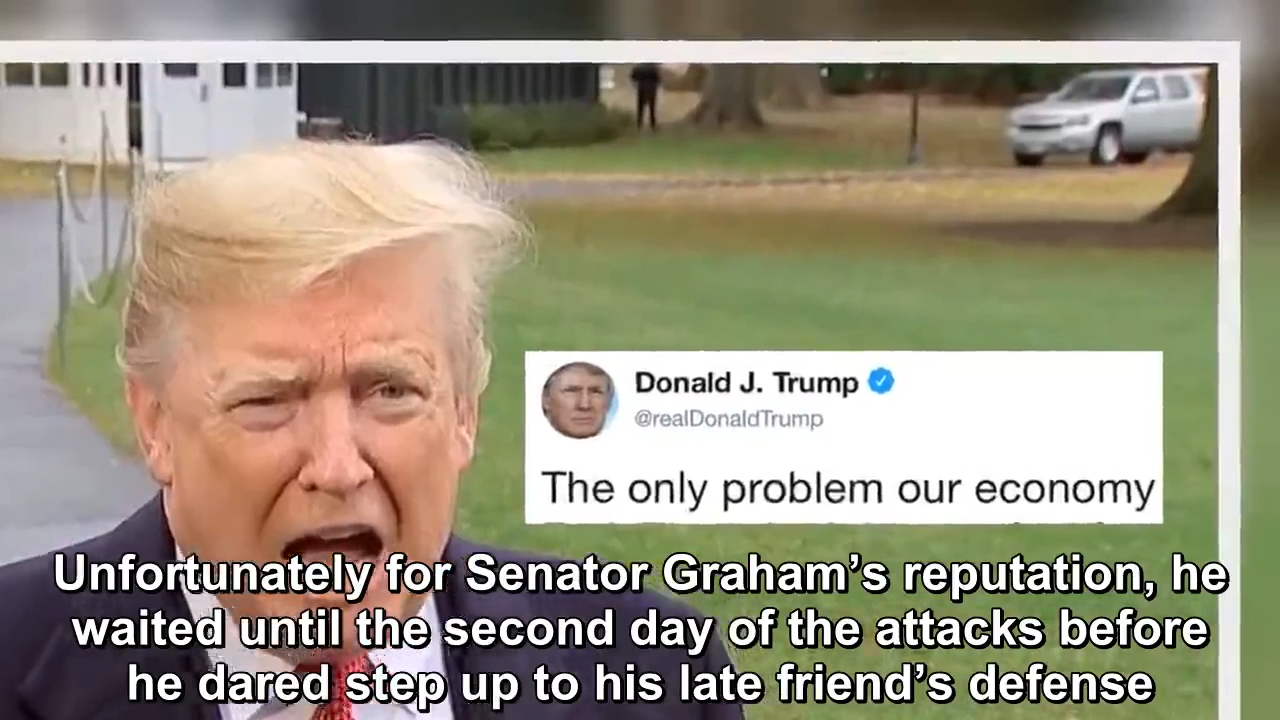 Donald J. Trump
@realDonaldTrump
The only problem our economy
Unfortunately for Senator Graham’s reputation, he
waited until the second day of the attacks before
he dared step up to his late friend’s defense